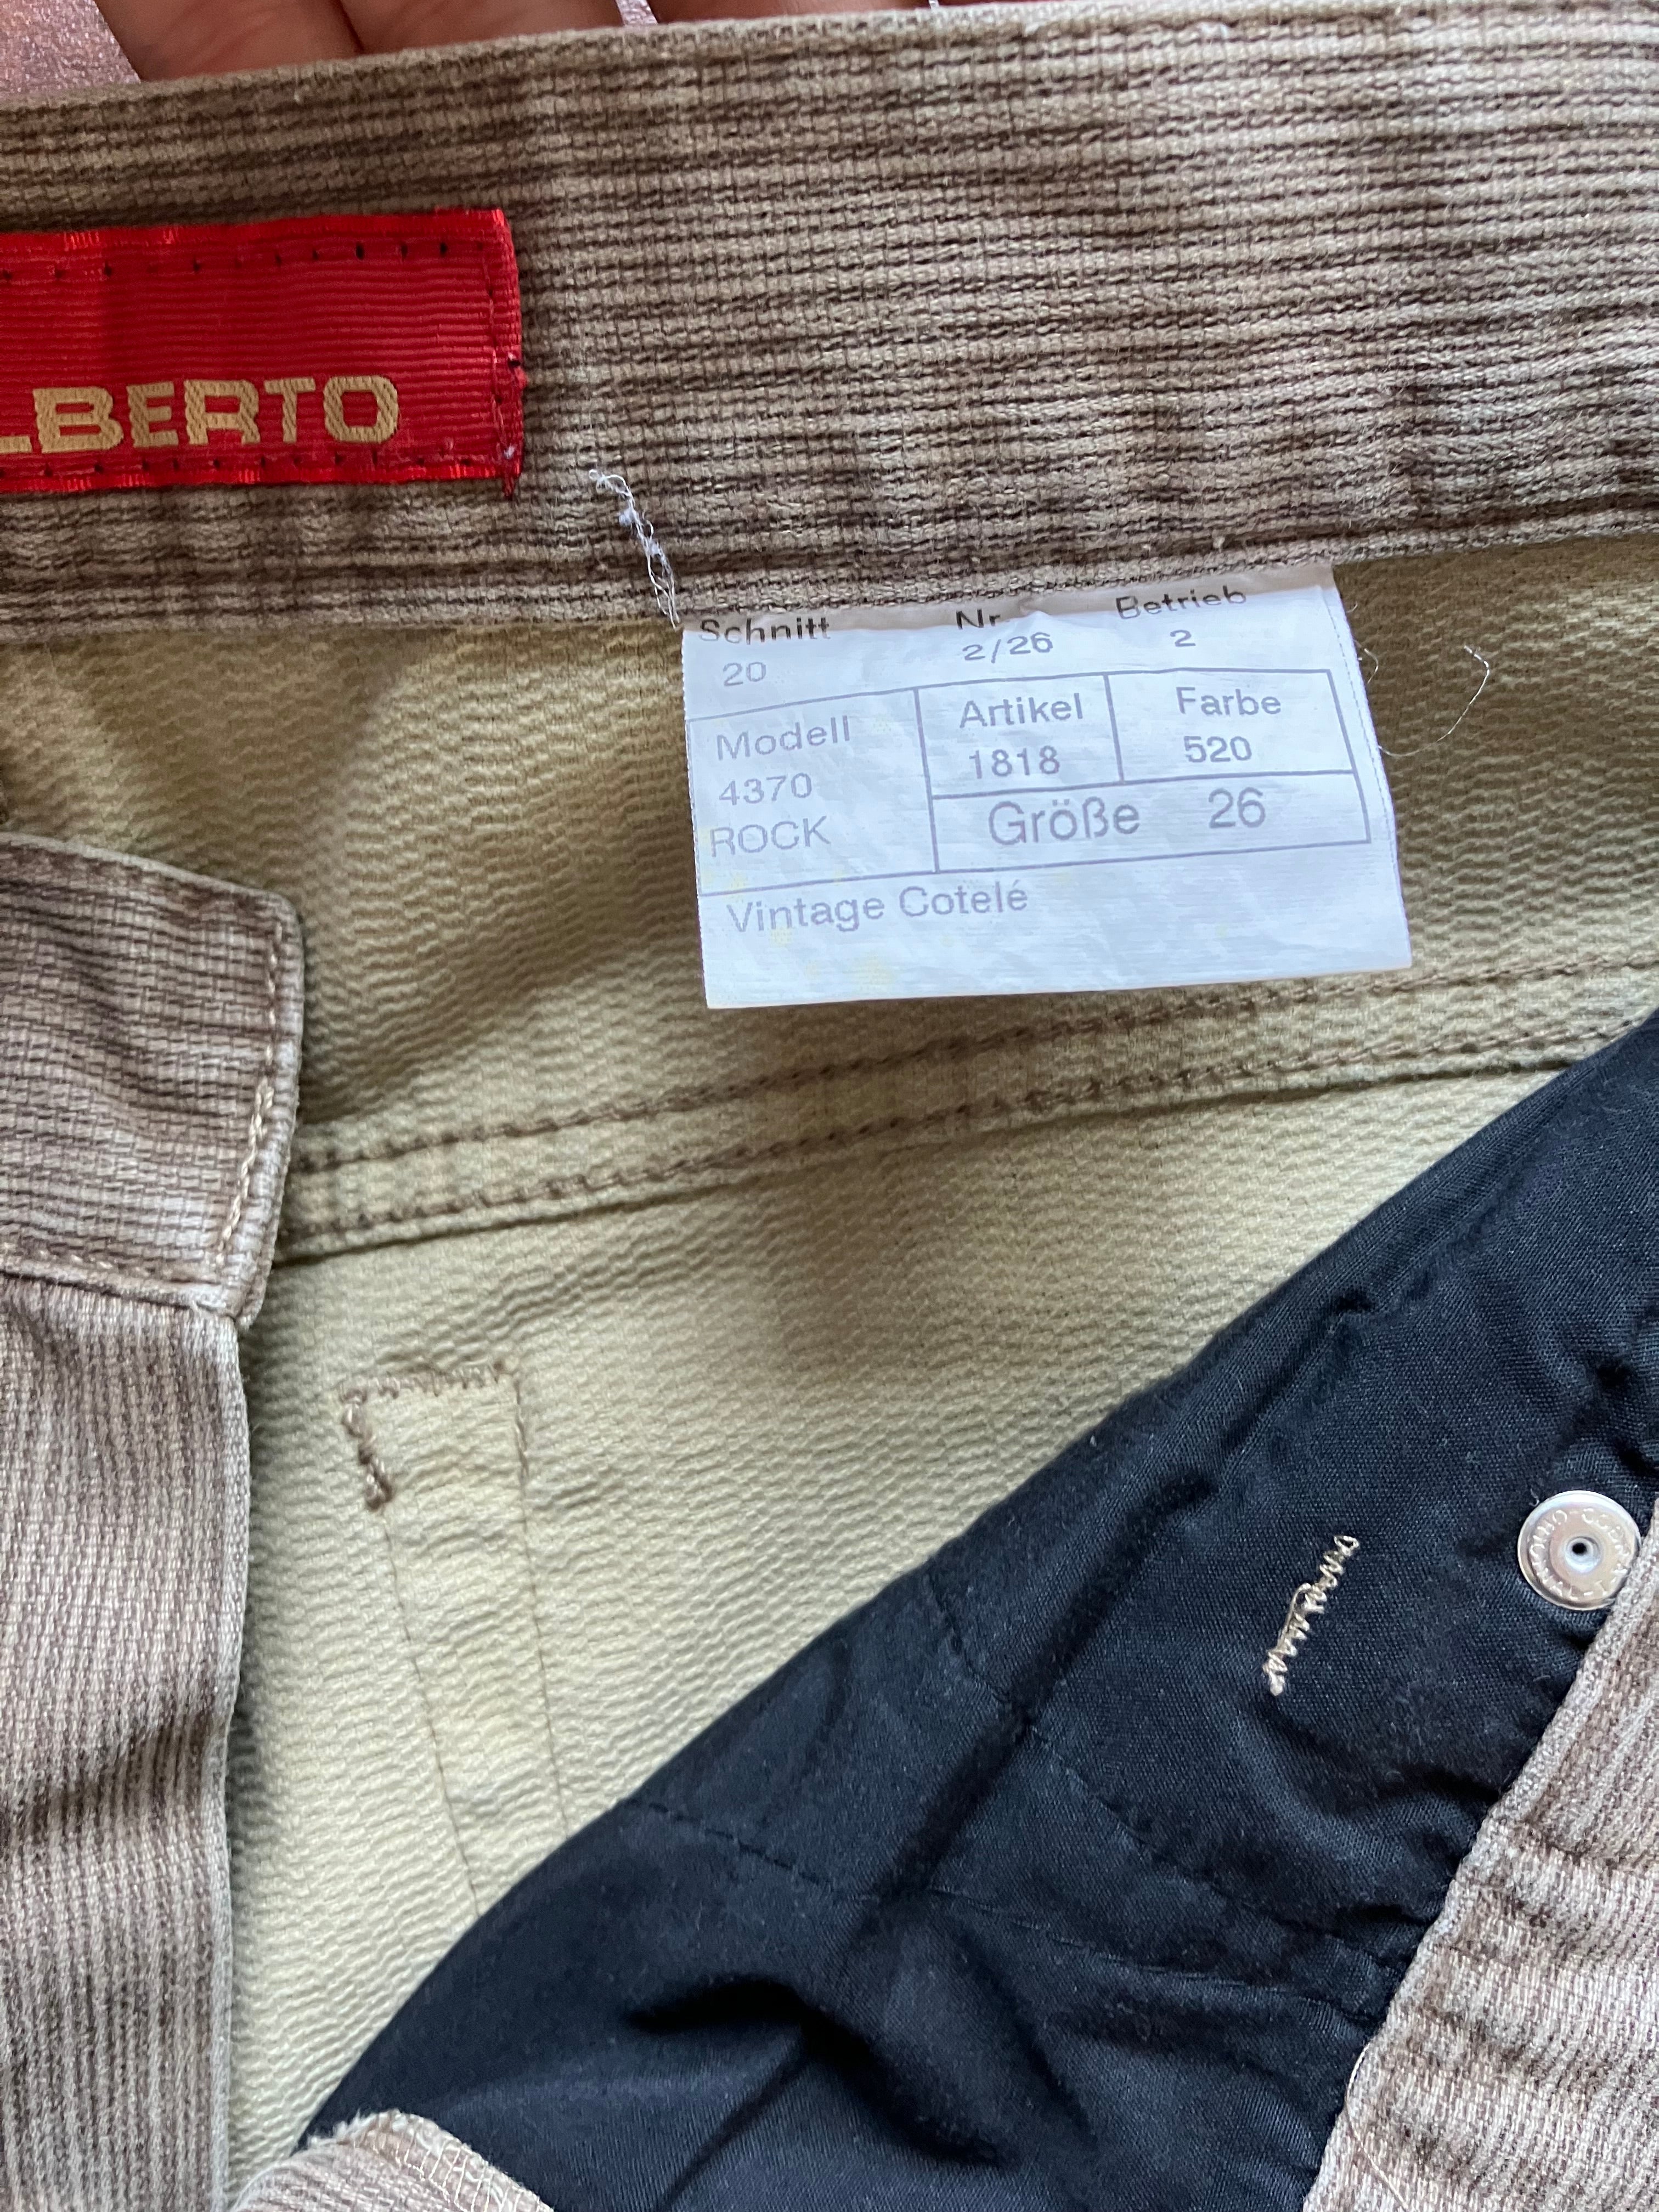 LBERTO
Schnitt Nr. Betrieb
20 2/26 2
Modell Artikel Farbe
4370 1818 520
ROCK Größe 26
Vintage Cotelé